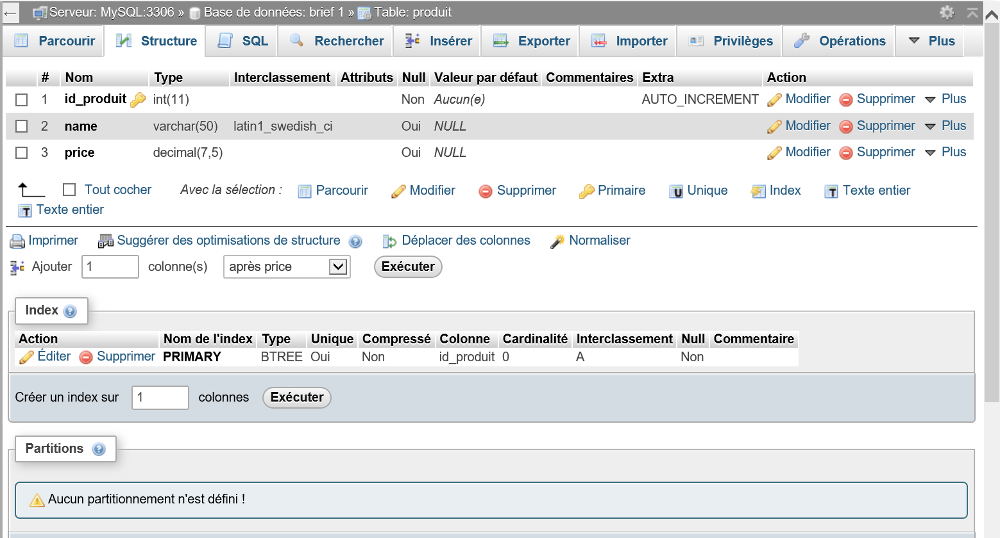 Serveur: MySQL:3306 » Base de données: brief 1 » Table: produit
Parcourir Structure SQL Rechercher Insérer Exporter Importer Privilèges Opérations Plus
# Nom Type Interclassement Attributs Null Valeur par défaut Commentaires Extra Action
1 id_produit int(11) Non Aucun(e) AUTO_INCREMENT Modifier Supprimer Plus
2 name varchar(50) latin1_swedish_ci Oui NULL Modifier Supprimer Plus
3 price decimal(7,5) Oui NULL Modifier Supprimer Plus
Tout cocher Avec la sélection : Parcourir Modifier Supprimer Primaire Unique Index Texte entier
Texte entier
Imprimer Suggérer des optimisations de structure Déplacer des colonnes Normaliser
Ajouter 1 colonne(s) après price Exécuter
Index
Action Nom de l'index Type Unique Compressé Colonne Cardinalité Interclassement Null Commentaire
Éditer Supprimer PRIMARY BTREE Oui Non id_produit 0 A Non
Créer un index sur 1 colonnes Exécuter
Partitions
Aucun partitionnement n'est défini !